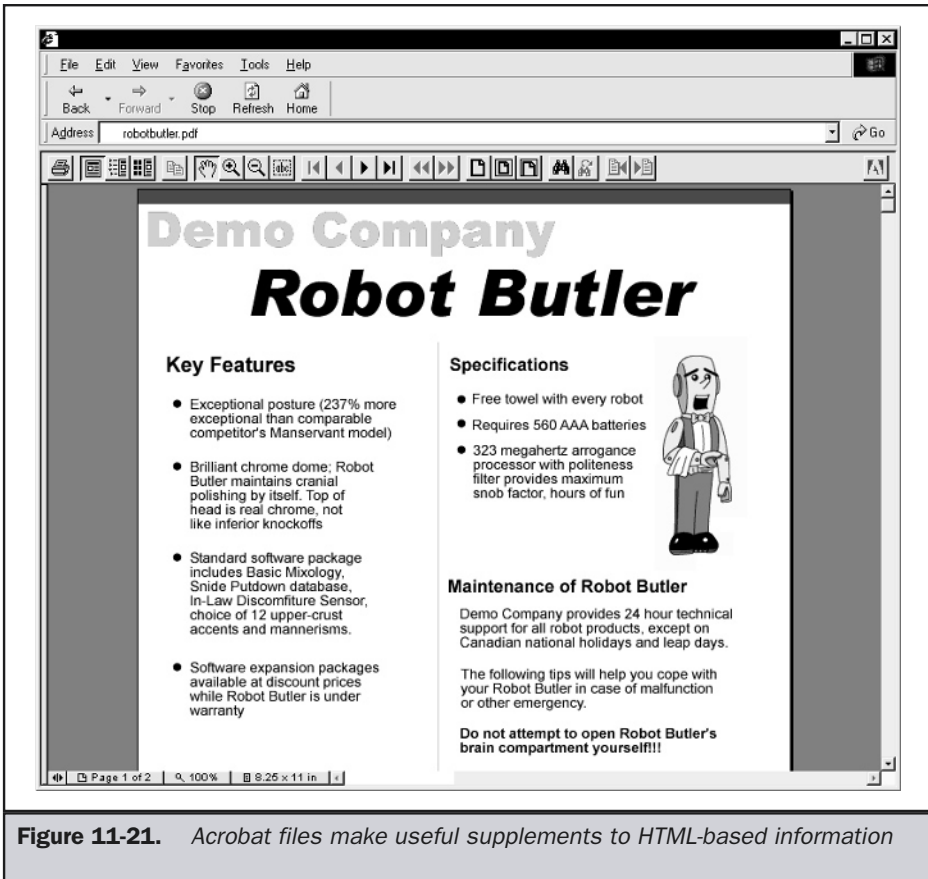 File Edit View Favorites Tools Help
Back Forward Stop Refresh Home
Address robotbutler.pdf Go
Demo Company
Robot Butler
Key Features
● Exceptional posture (237% more
exceptional than comparable
competitor's Manservant model)
● Brilliant chrome dome; Robot
Butler maintains cranial
polishing by itself. Top of
head is real chrome, not
like inferior knockoffs
● Standard software package
includes Basic Mixology,
Snide Putdown database,
In-Law Discomfiture Sensor,
choice of 12 upper-crust
accents and mannerisms.
● Software expansion packages
available at discount prices
while Robot Butler is under
warranty
Specifications
● Free towel with every robot
● Requires 560 AAA batteries
● 323 megahertz arrogance
processor with politeness
filter provides maximum
snob factor, hours of fun
Maintenance of Robot Butler
Demo Company provides 24 hour technical
support for all robot products, except on
Canadian national holidays and leap days.
The following tips will help you cope with
your Robot Butler in case of malfunction
or other emergency.
Do not attempt to open Robot Butler's
brain compartment yourself!!!
Page 1 of 2 100% 8.25 x 11 in
Figure 11-21. Acrobat files make useful supplements to HTML-based information